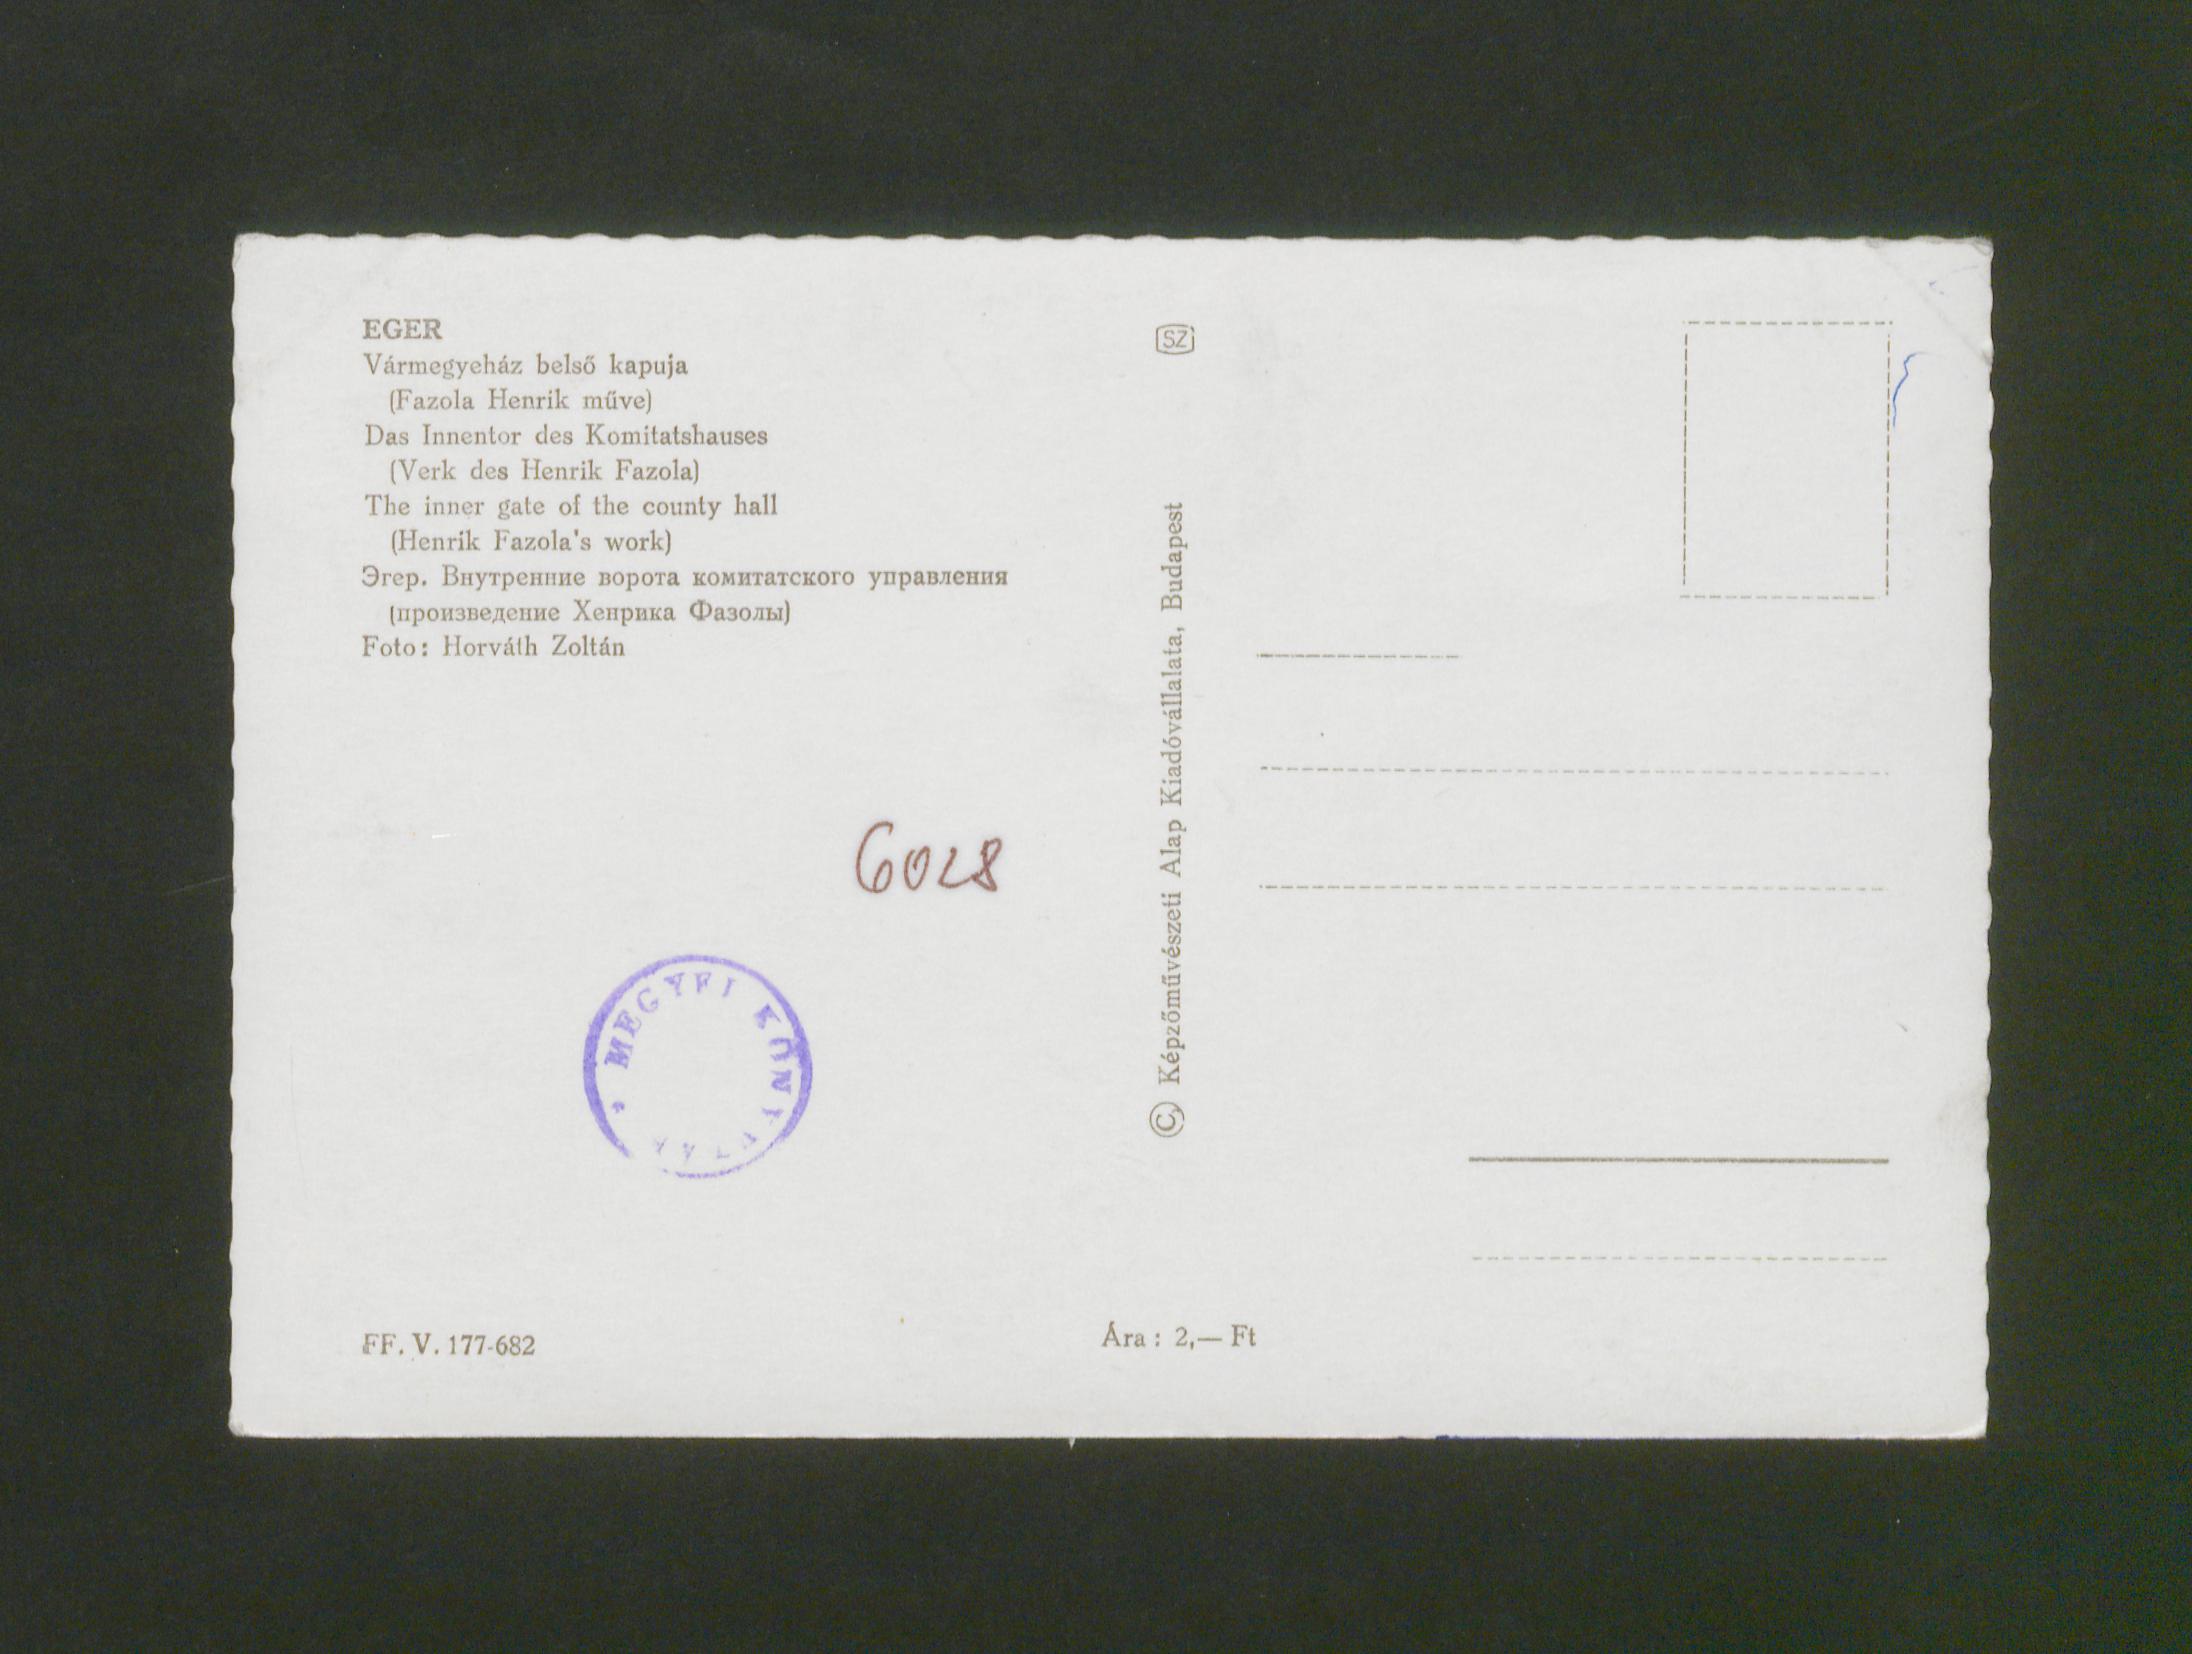 EGER
Vármegyeház belső kapuja
(Fazola Henrik műve)
Das Innentor des Komitatshauses
(Verk des Henrik Fazola)
The inner gate of the county hall
(Henrik Fazola's work)
Эгер. Внутренние ворота комитатского управления
(произведение Хенрика Фазолы)
Foto: Horváth Zoltán
6028
MEGYEI KÖNYVTÁR
FF. V. 177-682
SZ
© Képzőművészeti Alap Kiadóvállalata, Budapest
Ára: 2,— Ft